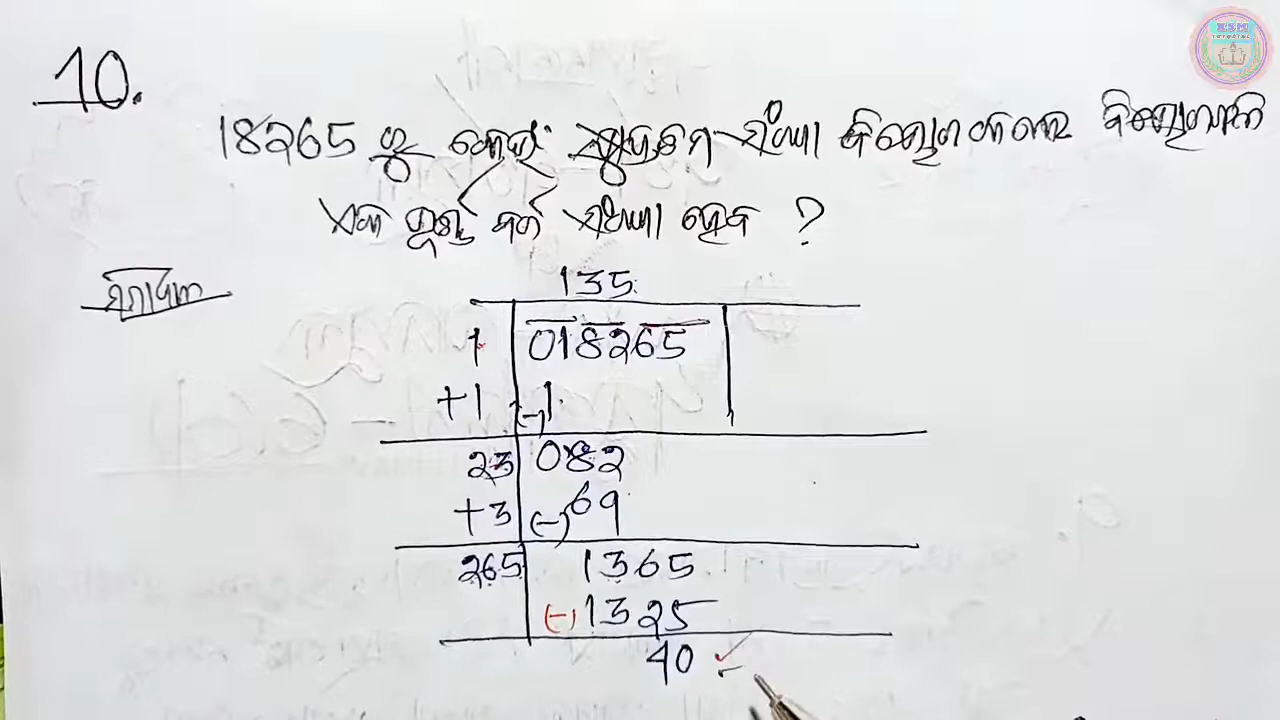 10.
18265 ରୁ କେଉଁ କ୍ଷୁଦ୍ରତମ ସଂଖ୍ୟା ବିୟୋଗ କଲେ ବିୟୋଗଫଳ
ଏକ ପୂର୍ଣ୍ଣ ବର୍ଗ ସଂଖ୍ୟା ହେବ ?
ସମାଧାନ
135
1 018265
+1 (-) 1
23 082
+3 (-) 69
265 1365
(-) 1325
40